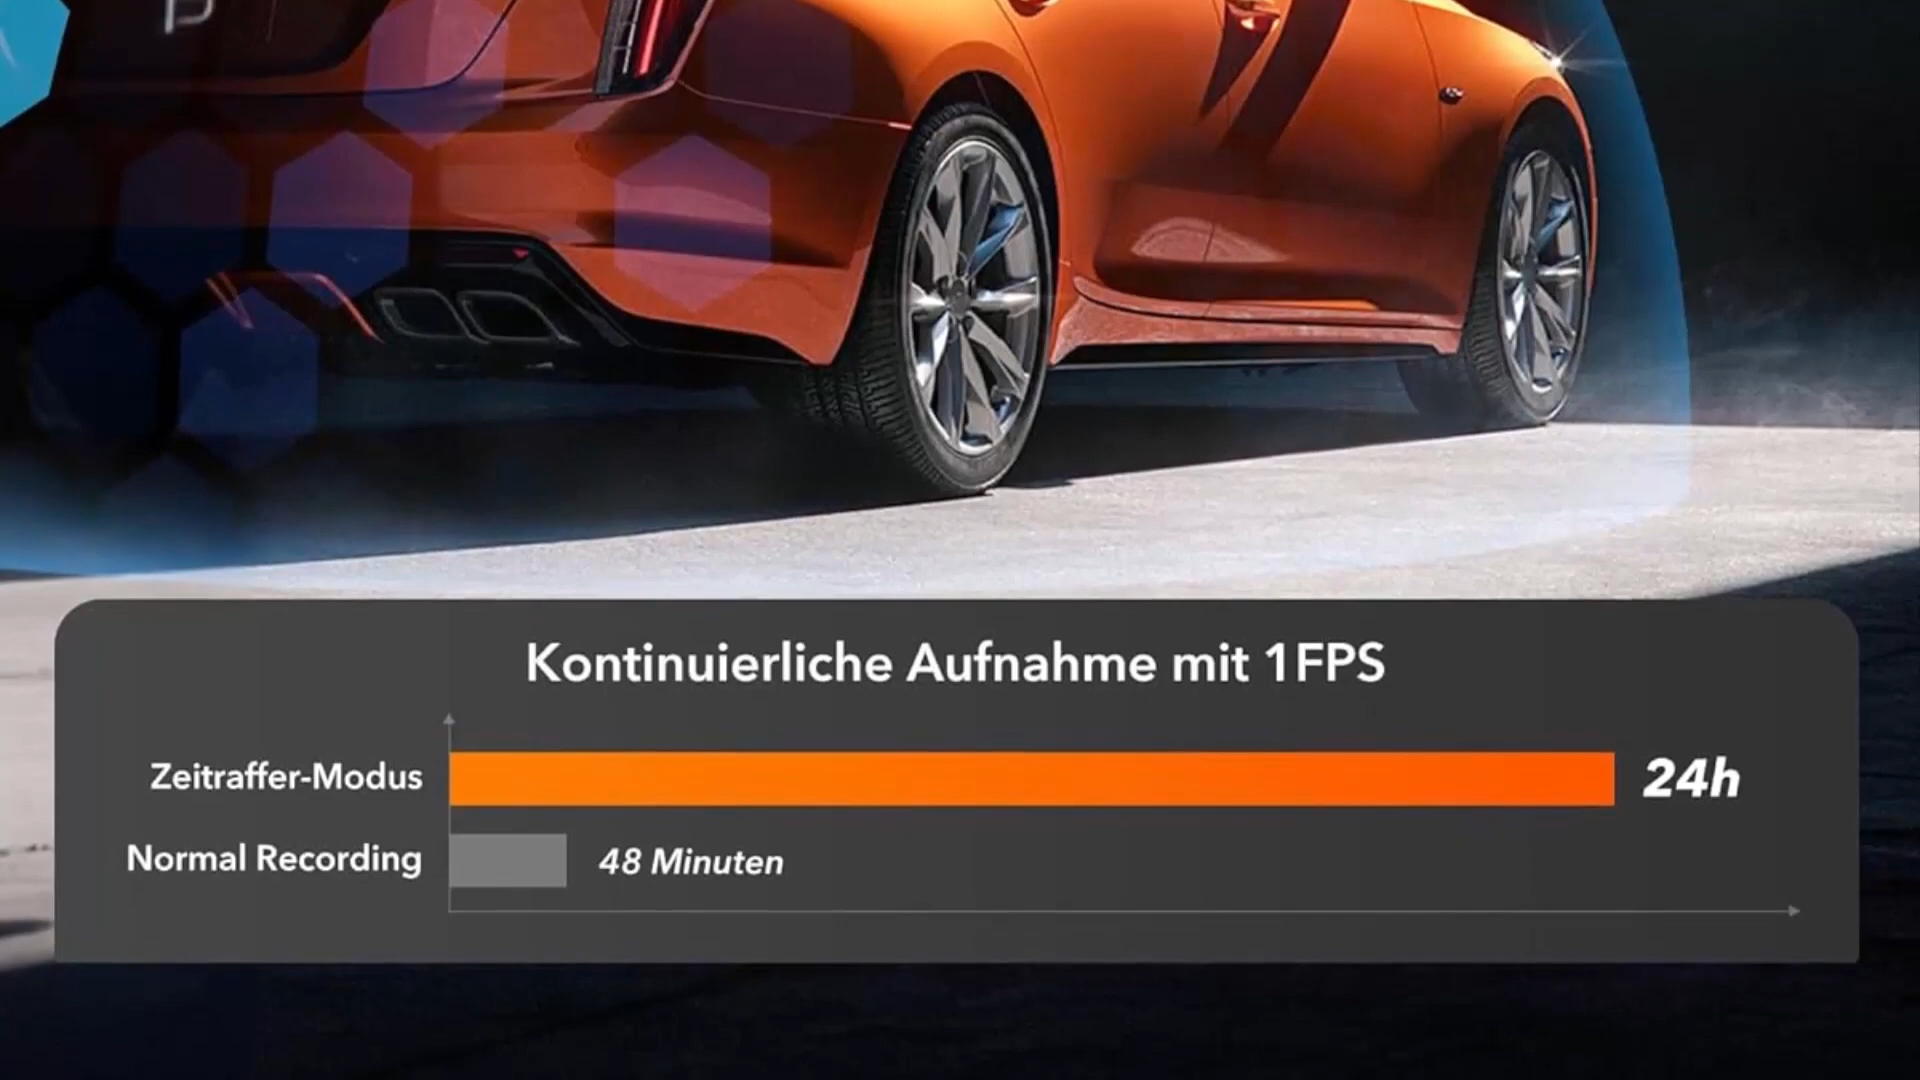 Kontinuierliche Aufnahme mit 1FPS
Zeitraffer-Modus 24h
Normal Recording 48 Minuten